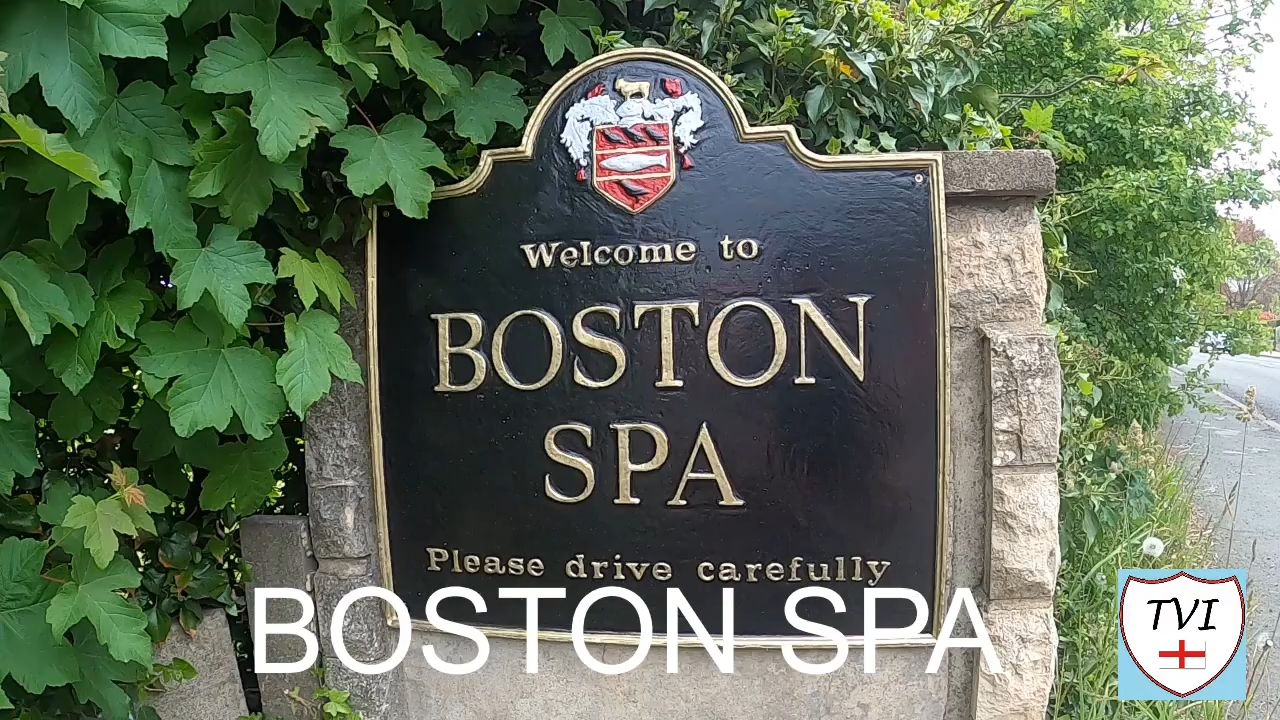 Welcome to
BOSTON
SPA
Please drive carefully
BOSTON SPA
TVI